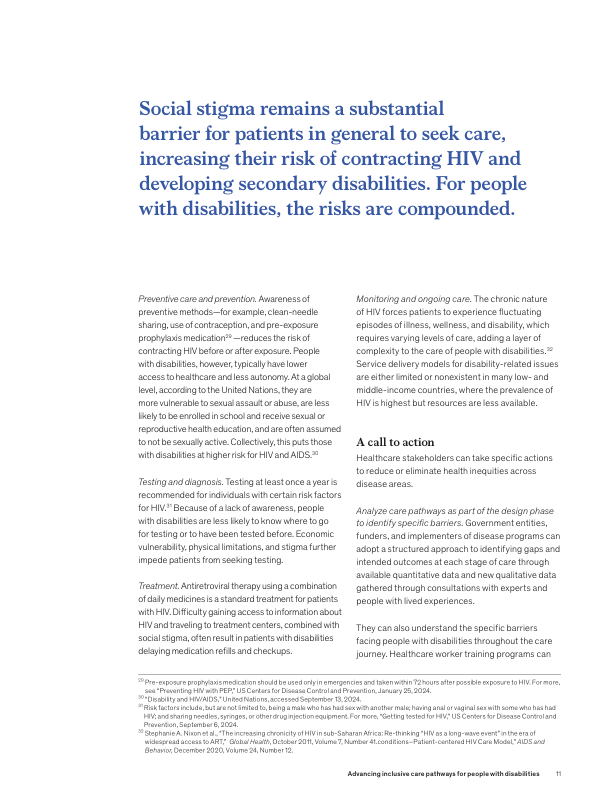 Social stigma remains a substantial
barrier for patients in general to seek care,
increasing their risk of contracting HIV and
developing secondary disabilities. For people
with disabilities, the risks are compounded.
Preventive care and prevention. Awareness of
preventive methods—for example, clean-needle
sharing, use of contraception, and pre-exposure
prophylaxis medication29 —reduces the risk of
contracting HIV before or after exposure. People
with disabilities, however, typically have lower
access to healthcare and less autonomy. At a global
level, according to the United Nations, they are
more vulnerable to sexual assault or abuse, are less
likely to be enrolled in school and receive sexual or
reproductive health education, and are often assumed
to not be sexually active. Collectively, this puts those
with disabilities at higher risk for HIV and AIDS.30
Testing and diagnosis. Testing at least once a year is
recommended for individuals with certain risk factors
for HIV.31 Because of a lack of awareness, people
with disabilities are less likely to know where to go
for testing or to have been tested before. Economic
vulnerability, physical limitations, and stigma further
impede patients from seeking testing.
Treatment. Antiretroviral therapy using a combination
of daily medicines is a standard treatment for patients
with HIV. Difficulty gaining access to information about
HIV and traveling to treatment centers, combined with
social stigma, often result in patients with disabilities
delaying medication refills and checkups.
Monitoring and ongoing care. The chronic nature
of HIV forces patients to experience fluctuating
episodes of illness, wellness, and disability, which
requires varying levels of care, adding a layer of
complexity to the care of people with disabilities.32
Service delivery models for disability-related issues
are either limited or nonexistent in many low- and
middle-income countries, where the prevalence of
HIV is highest but resources are less available.
A call to action
Healthcare stakeholders can take specific actions
to reduce or eliminate health inequities across
disease areas.
Analyze care pathways as part of the design phase
to identify specific barriers. Government entities,
funders, and implementers of disease programs can
adopt a structured approach to identifying gaps and
intended outcomes at each stage of care through
available quantitative data and new qualitative data
gathered through consultations with experts and
people with lived experiences.
They can also understand the specific barriers
facing people with disabilities throughout the care
journey. Healthcare worker training programs can
29 Pre-exposure prophylaxis medication should be used only in emergencies and taken within 72 hours after possible exposure to HIV. For more,
see "Preventing HIV with PEP," US Centers for Disease Control and Prevention, January 25, 2024.
30 "Disability and HIV/AIDS," United Nations, accessed September 13, 2024.
31 Risk factors include, but are not limited to, being a male who has had sex with another male; having anal or vaginal sex with some who has had
HIV; and sharing needles, syringes, or other drug injection equipment. For more, "Getting tested for HIV," US Centers for Disease Control and
Prevention, September 6, 2024.
32 Stephanie A. Nixon et al., "The increasing chronicity of HIV in sub-Saharan Africa: Re-thinking "HIV as a long-wave event" in the era of
widespread access to ART," Global Health, October 2011, Volume 7, Number 41.conditions—Patient-centered HIV Care Model," AIDS and
Behavior, December 2020, Volume 24, Number 12.
Advancing inclusive care pathways for people with disabilities 11